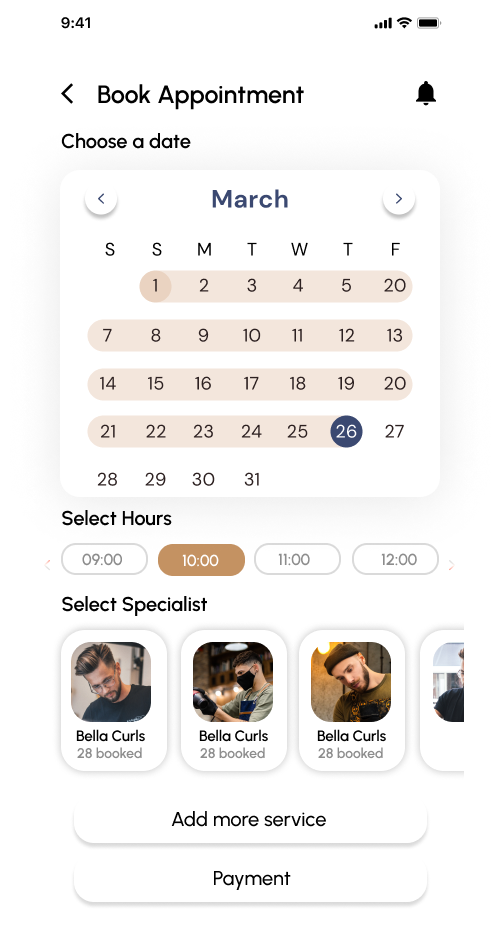 9:41
Book Appointment
Choose a date
March
S S M T W T F
1 2 3 4 5 20
7 8 9 10 11 12 13
14 15 16 17 18 19 20
21 22 23 24 25 26 27
28 29 30 31
Select Hours
09:00 10:00 11:00 12:00
Select Specialist
Bella Curls Bella Curls Bella Curls
28 booked 28 booked 28 booked
Add more service
Payment